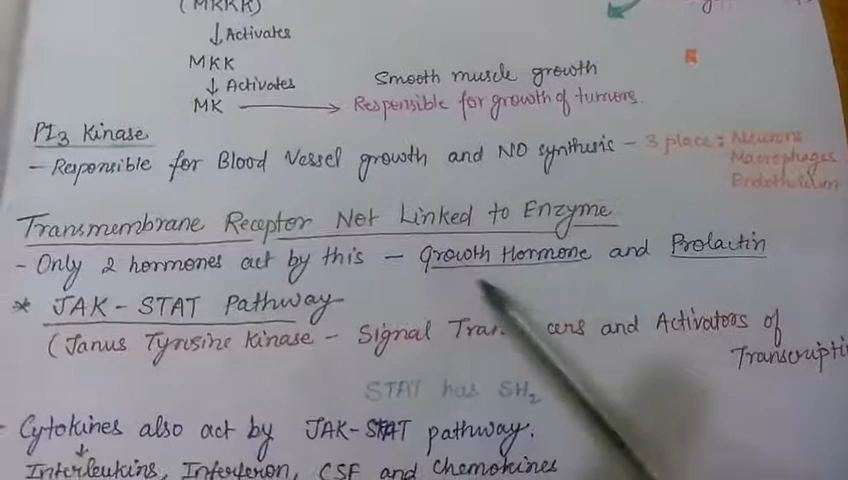 (MKKK)
↓ Activates
MKK
↓ Activates
Smooth muscle growth
MK → Responsible for growth of tumors.
PI3 Kinase
- Responsible for Blood Vessel growth and NO synthesis - 3 place: Neurons
Macrophages
Endothelium
Transmembrane Receptor Not Linked to Enzyme
- Only 2 hormones act by this - Growth Hormone and Prolactin
* JAK-STAT Pathway
(Janus Tyrosine Kinase - Signal Tran cers and Activators of
Transcripti
STAT has SH2
- Cytokines also act by JAK-STAT pathway.
↓
Interleukins, Interferon, CSF and Chemokines